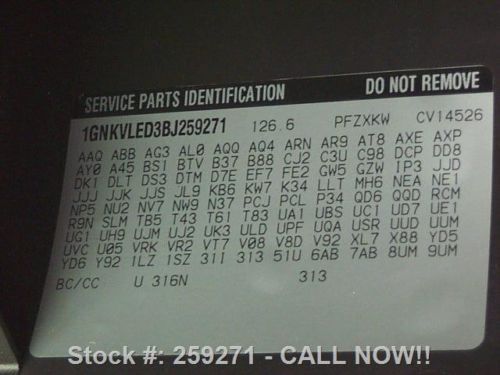 SERVICE PARTS IDENTIFICATION DO NOT REMOVE
1GNKVLED3BJ259271 126.6 PFZXKW CV14526
AAQ ABB AG3 AL0 AQQ AQ4 ARN AR9 AT8 AXE AXP
AY0 A45 BS1 BTV B37 B88 CJ2 C3U C98 DCP DD8
DK1 DLT DS3 DTM D7E EF7 FE2 GW5 GZW IP3 JJD
JJJ JJK JJS JL9 KB6 KW7 K34 LLT MH6 NEA NE1
NP5 NU2 NV7 NW9 N37 PCJ PCL P34 QD6 QQD RCM
R9N SLM TB5 T43 T61 T83 UA1 UBS UC1 UD7 UE1
UG1 UH9 UJM UJ2 UK3 ULD UPF UQA USR UUD UUM
UVC U05 VRK VR2 VT7 V08 V8D V92 XL7 X88 YD5
YD6 Y92 1LZ 1SZ 31I 313 51U 6AB 7AB 8UM 9UM
BC/CC U 316N 313
Stock #: 259271 - CALL NOW!!